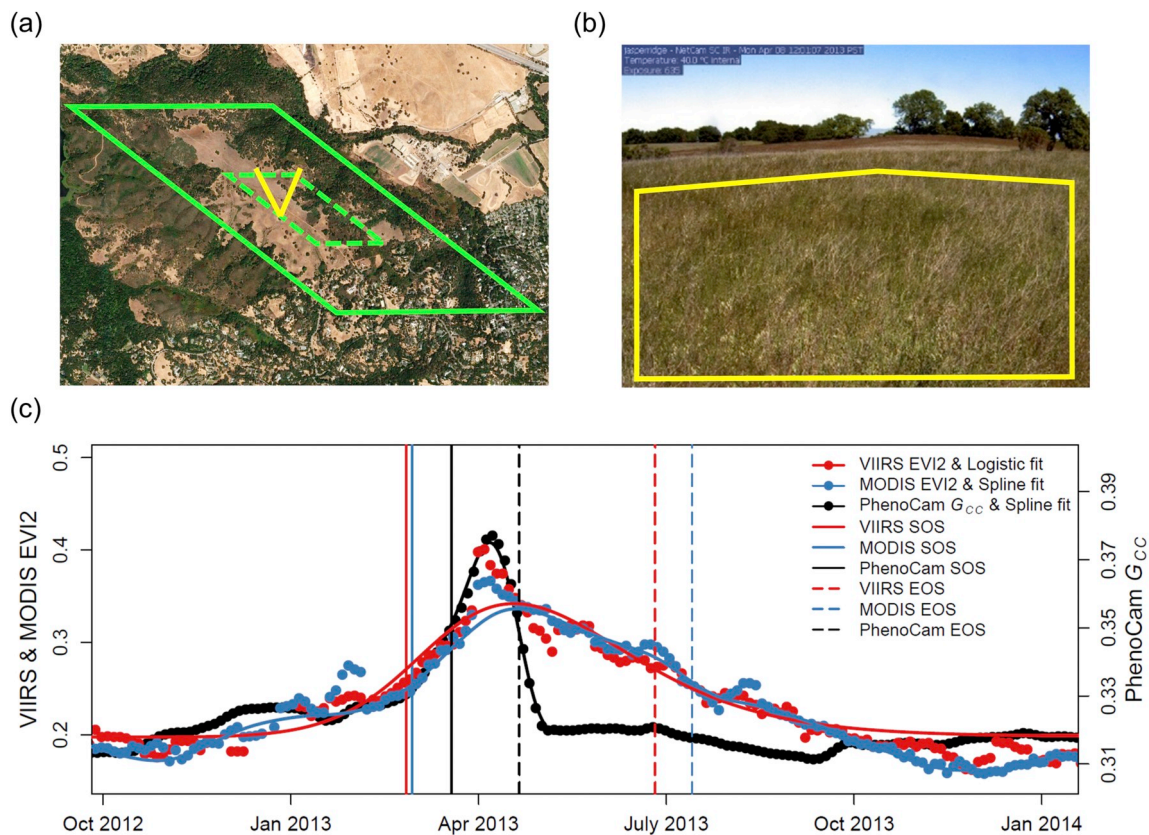 (a)
(b)
jasperridge - NetCam SC IR - Mon Apr 08 12:01:07 2013 PST
Temperature: 40.0 °C internal
Exposure: 635
(c)
VIIRS & MODIS EVI2
0.5
0.4
0.3
0.2
VIIRS EVI2 & Logistic fit
MODIS EVI2 & Spline fit
PhenoCam GCC & Spline fit
VIIRS SOS
MODIS SOS
PhenoCam SOS
VIIRS EOS
MODIS EOS
PhenoCam EOS
0.39
0.37
0.35
0.33
0.31
PhenoCam GCC
Oct 2012
Jan 2013
Apr 2013
July 2013
Oct 2013
Jan 2014